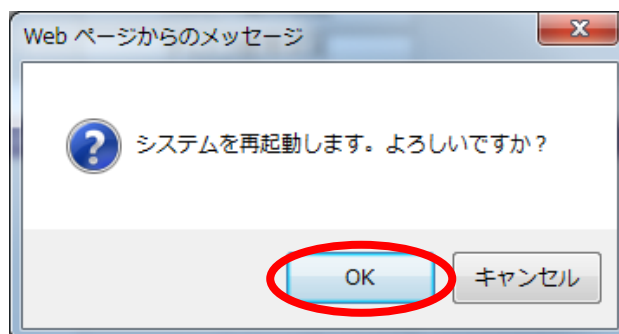 Web ページからのメッセージ
システムを再起動します。よろしいですか？
OK
キャンセル